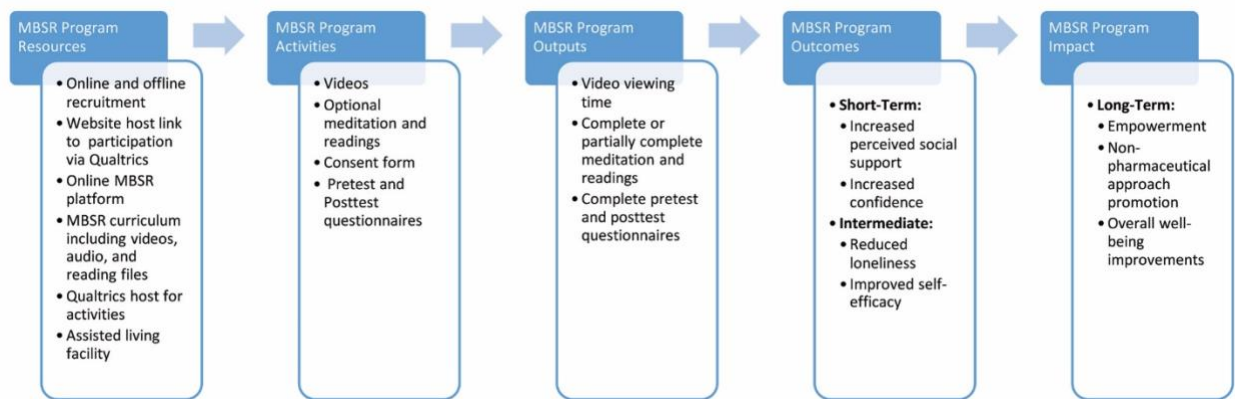 MBSR Program
Resources
• Online and offline
recruitment
• Website host link
to participation
via Qualtrics
• Online MBSR
platform
• MBSR curriculum
including videos,
audio, and
reading files
• Qualtrics host for
activities
• Assisted living
facility
MBSR Program
Activities
• Videos
• Optional
meditation and
readings
• Consent form
• Pretest and
Posttest
questionnaires
MBSR Program
Outputs
• Video viewing
time
• Complete or
partially complete
meditation and
readings
• Complete pretest
and posttest
questionnaires
MBSR Program
Outcomes
• Short-Term:
• Increased
perceived social
support
• Increased
confidence
• Intermediate:
• Reduced
loneliness
• Improved self-
efficacy
MBSR Program
Impact
• Long-Term:
• Empowerment
• Non-
pharmaceutical
approach
promotion
• Overall well-
being
improvements